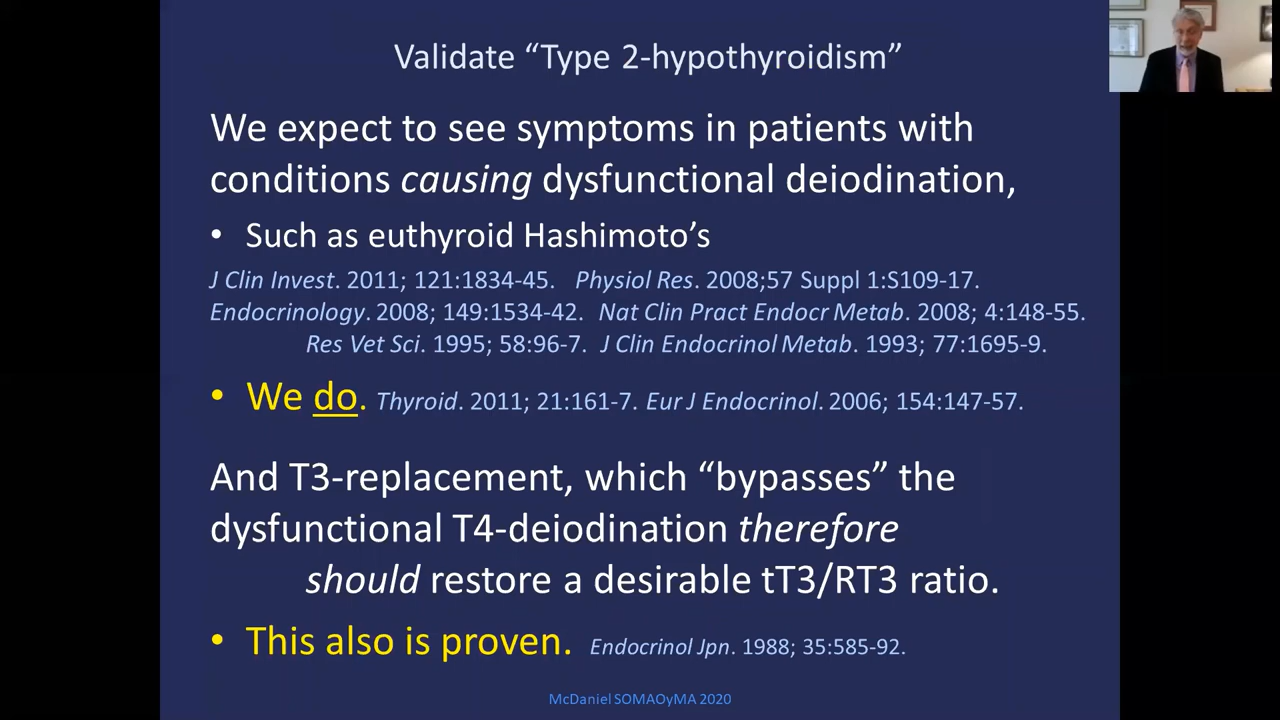 Validate “Type 2-hypothyroidism”
We expect to see symptoms in patients with
conditions causing dysfunctional deiodination,
• Such as euthyroid Hashimoto’s
J Clin Invest. 2011; 121:1834-45. Physiol Res. 2008;57 Suppl 1:S109-17.
Endocrinology. 2008; 149:1534-42. Nat Clin Pract Endocr Metab. 2008; 4:148-55.
Res Vet Sci. 1995; 58:96-7. J Clin Endocrinol Metab. 1993; 77:1695-9.
• We do. Thyroid. 2011; 21:161-7. Eur J Endocrinol. 2006; 154:147-57.
And T3-replacement, which “bypasses” the
dysfunctional T4-deiodination therefore
should restore a desirable tT3/RT3 ratio.
• This also is proven. Endocrinol Jpn. 1988; 35:585-92.
McDaniel SOMAOyMA 2020